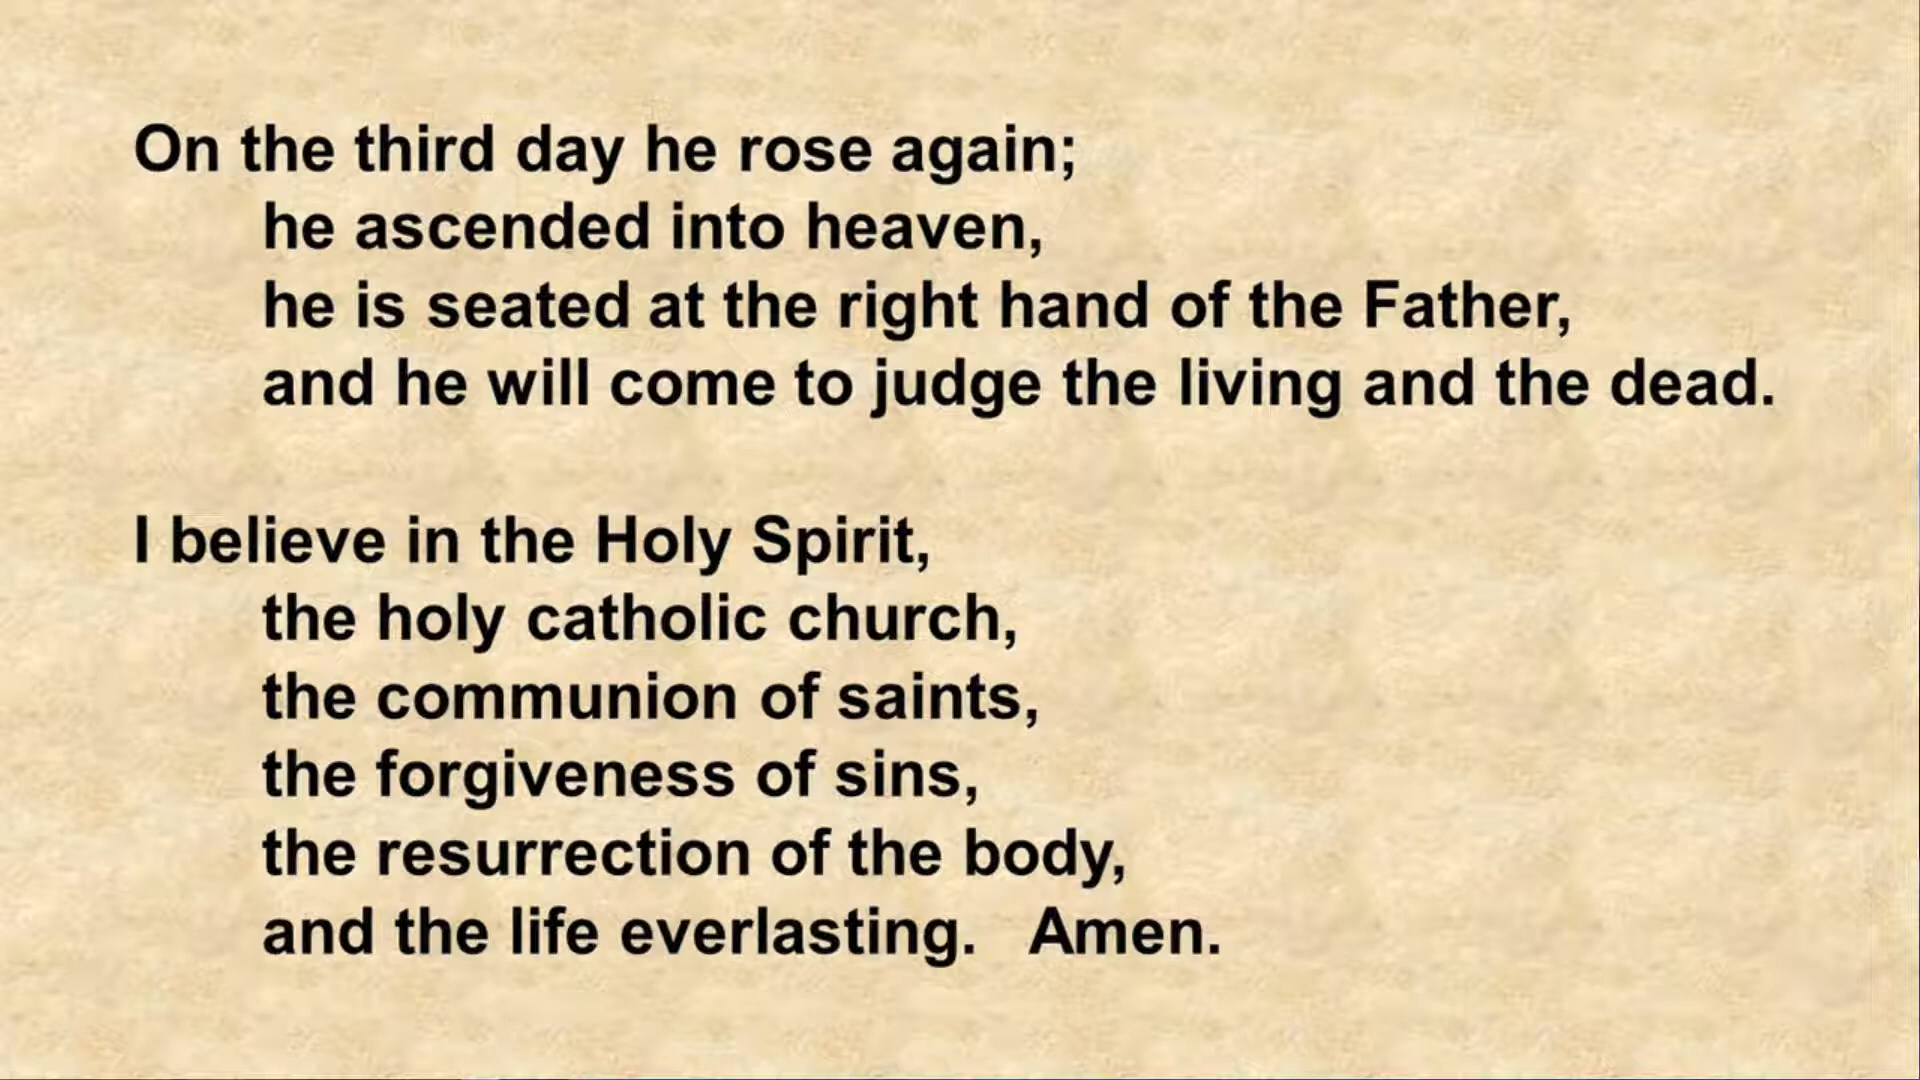 On the third day he rose again;
he ascended into heaven,
he is seated at the right hand of the Father,
and he will come to judge the living and the dead.
I believe in the Holy Spirit,
the holy catholic church,
the communion of saints,
the forgiveness of sins,
the resurrection of the body,
and the life everlasting. Amen.